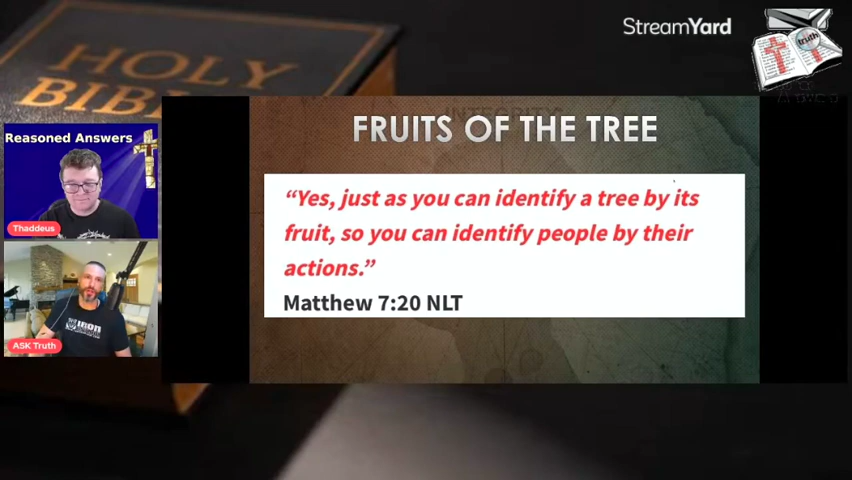 HOLY
BIB
StreamYard
truth
Reasoned Answers
Thaddeus
ASK Truth
INTEGRITY
FRUITS OF THE TREE
“Yes, just as you can identify a tree by its
fruit, so you can identify people by their
actions.”
Matthew 7:20 NLT